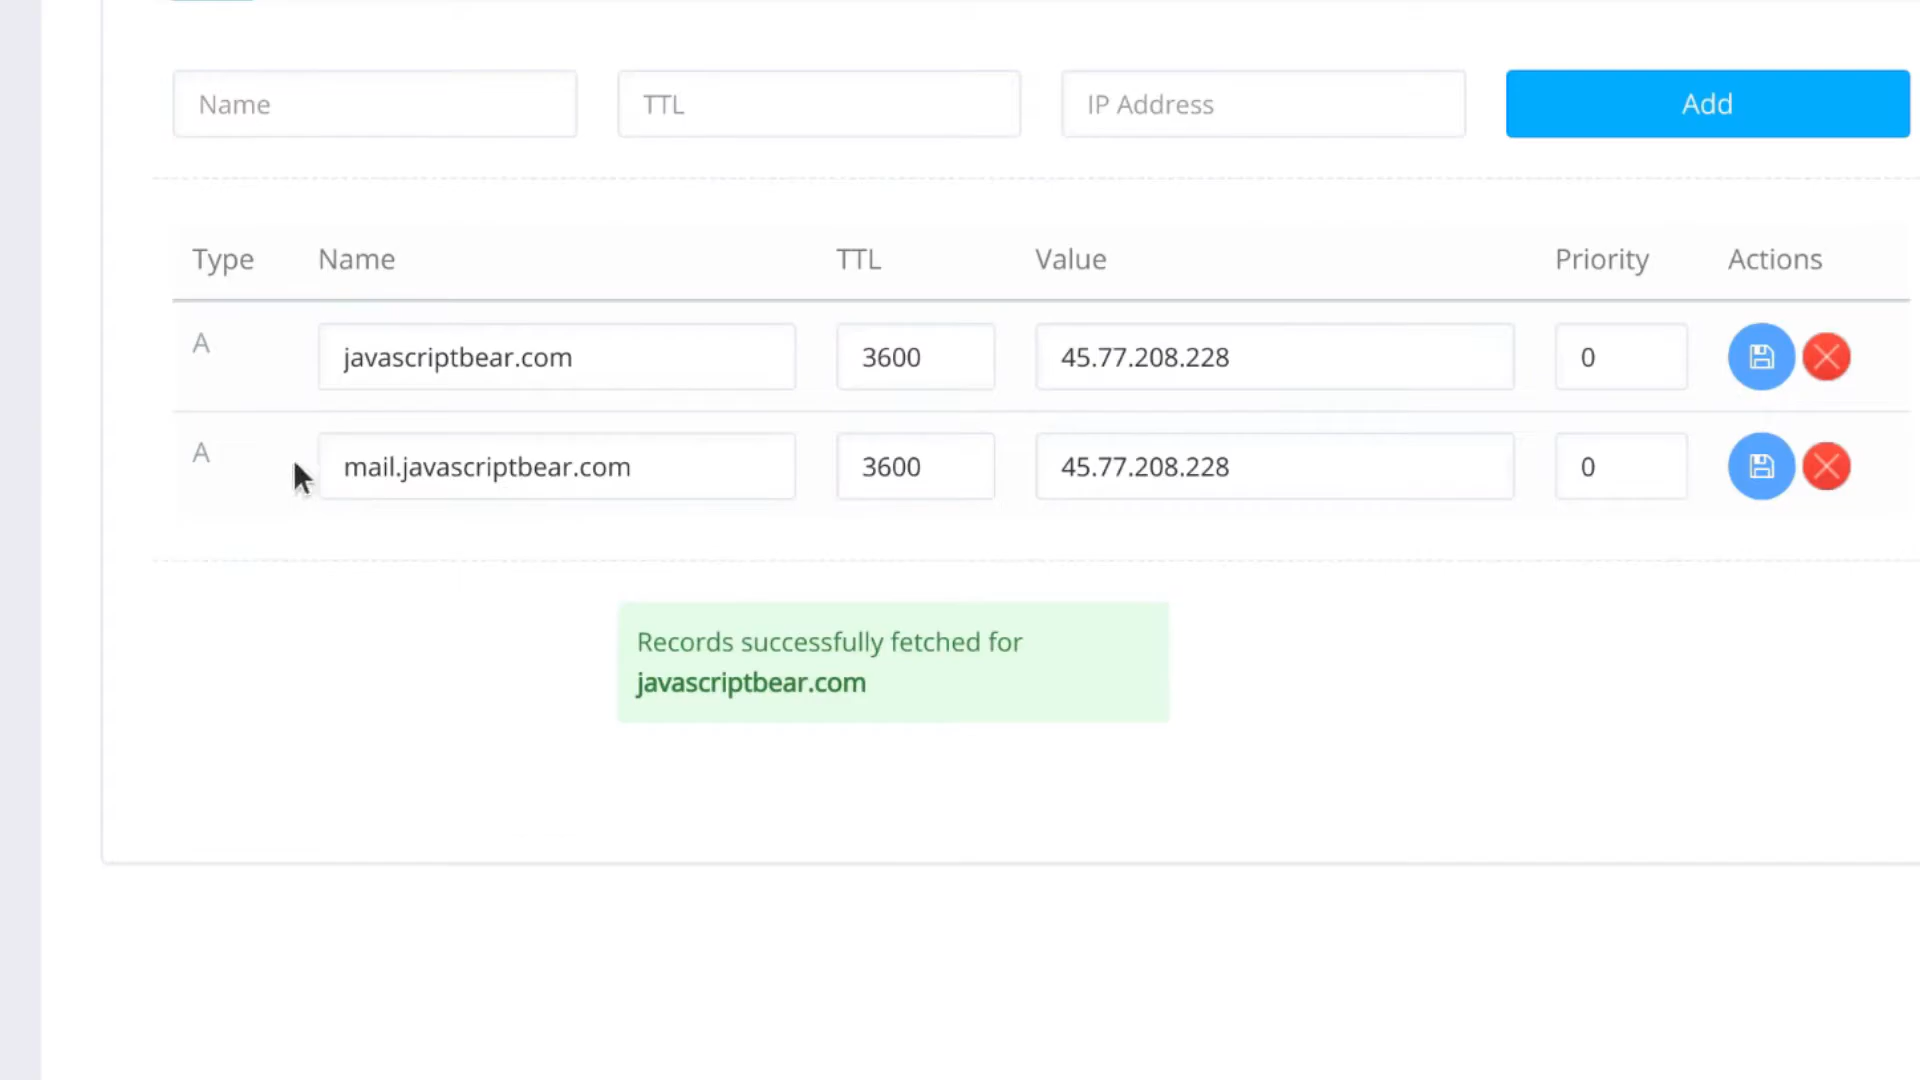 Name TTL IP Address Add
Type Name TTL Value Priority Actions
A javascriptbear.com 3600 45.77.208.228 0
A mail.javascriptbear.com 3600 45.77.208.228 0
Records successfully fetched for
javascriptbear.com